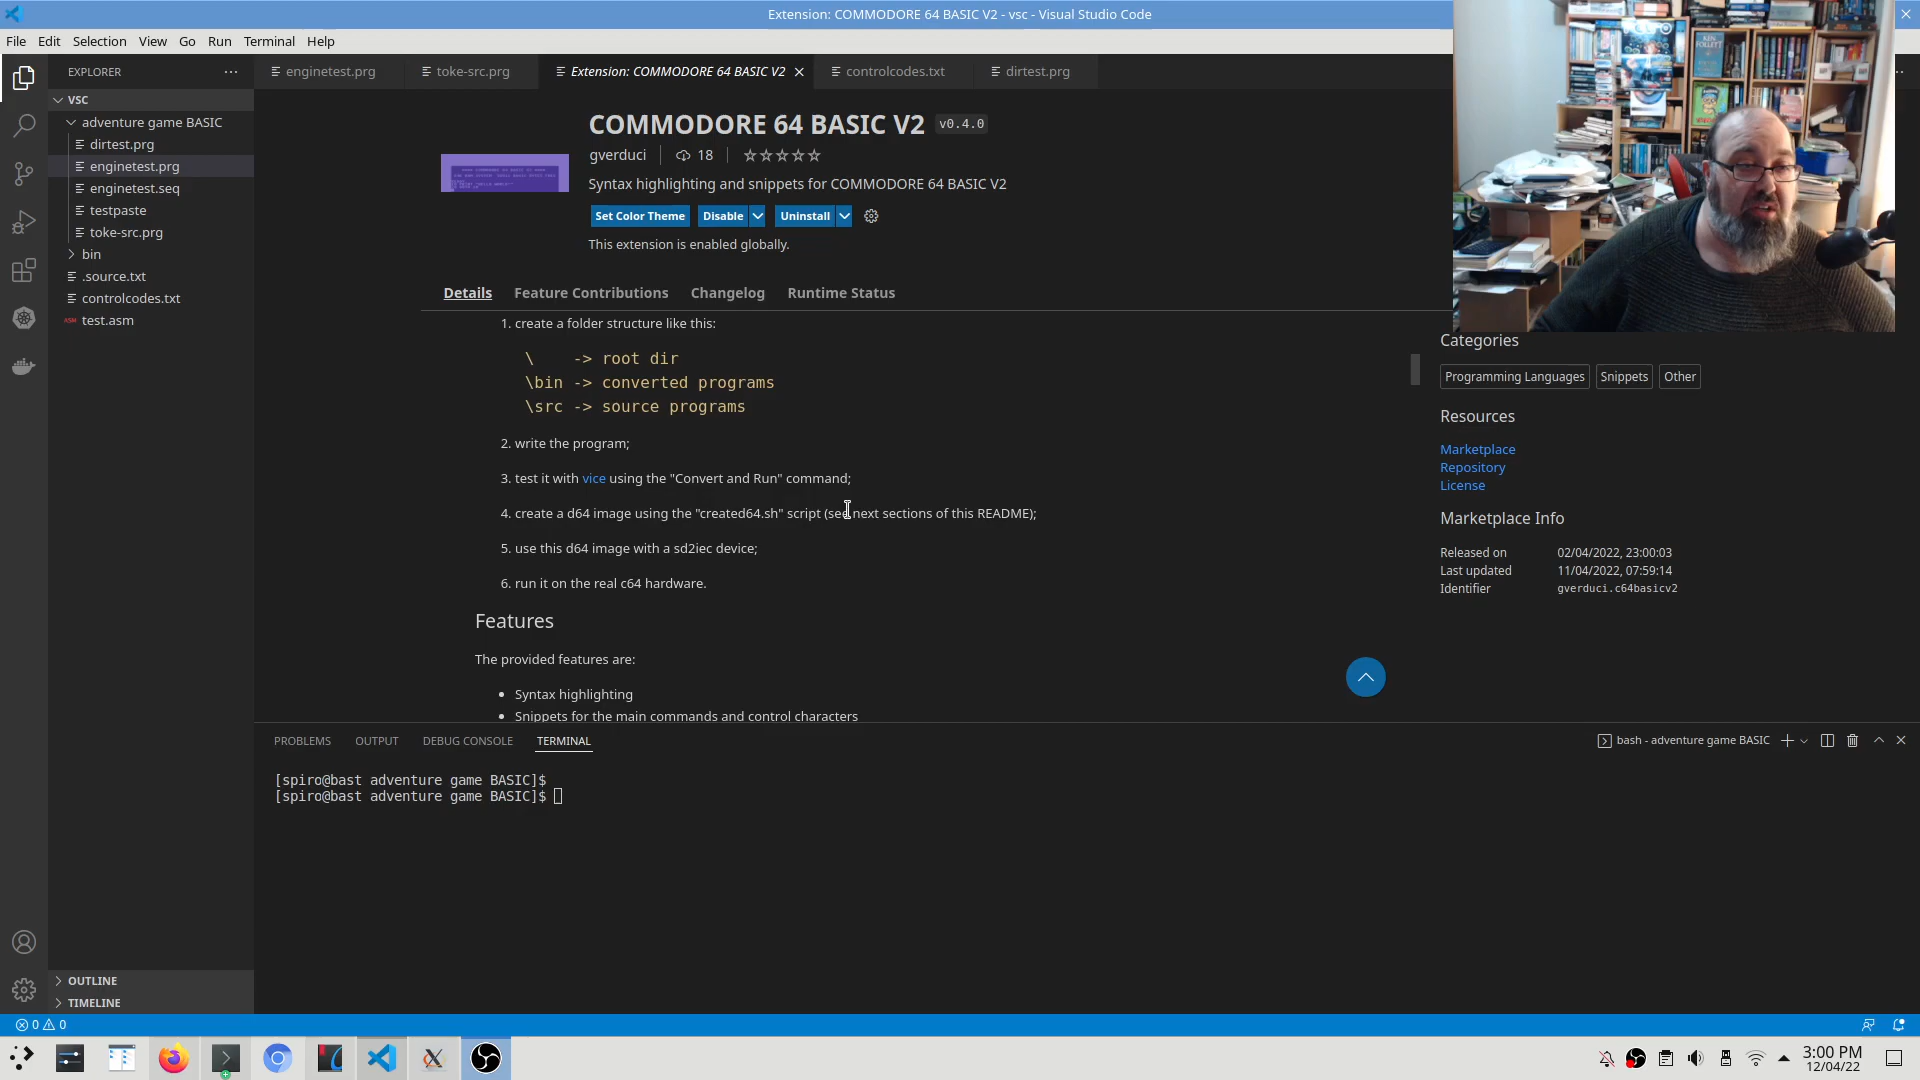 Extension: COMMODORE 64 BASIC V2 - vsc - Visual Studio Code
File Edit Selection View Go Run Terminal Help
EXPLORER
enginetest.prg
toke-src.prg
Extension: COMMODORE 64 BASIC V2
controlcodes.txt
dirtest.prg
VSC
adventure game BASIC
dirtest.prg
enginetest.prg
enginetest.seq
testpaste
toke-src.prg
bin
.source.txt
controlcodes.txt
ASM test.asm
OUTLINE
TIMELINE
COMMODORE 64 BASIC V2 v0.4.0
gverduci 18
Syntax highlighting and snippets for COMMODORE 64 BASIC V2
Set Color Theme Disable Uninstall
This extension is enabled globally.
Details Feature Contributions Changelog Runtime Status
1. create a folder structure like this:
\ -> root dir
\bin -> converted programs
\src -> source programs
2. write the program;
3. test it with vice using the "Convert and Run" command;
4. create a d64 image using the "created64.sh" script (see next sections of this README);
5. use this d64 image with a sd2iec device;
6. run it on the real c64 hardware.
Features
The provided features are:
Syntax highlighting
Snippets for the main commands and control characters
Categories
Programming Languages Snippets Other
Resources
Marketplace
Repository
License
Marketplace Info
Released on 02/04/2022, 23:00:03
Last updated 11/04/2022, 07:59:14
Identifier gverduci.c64basicv2
KEN FOLLETT
PROBLEMS OUTPUT DEBUG CONSOLE TERMINAL
bash - adventure game BASIC
[spiro@bast adventure game BASIC]$
[spiro@bast adventure game BASIC]$
0 0
3:00 PM
12/04/22